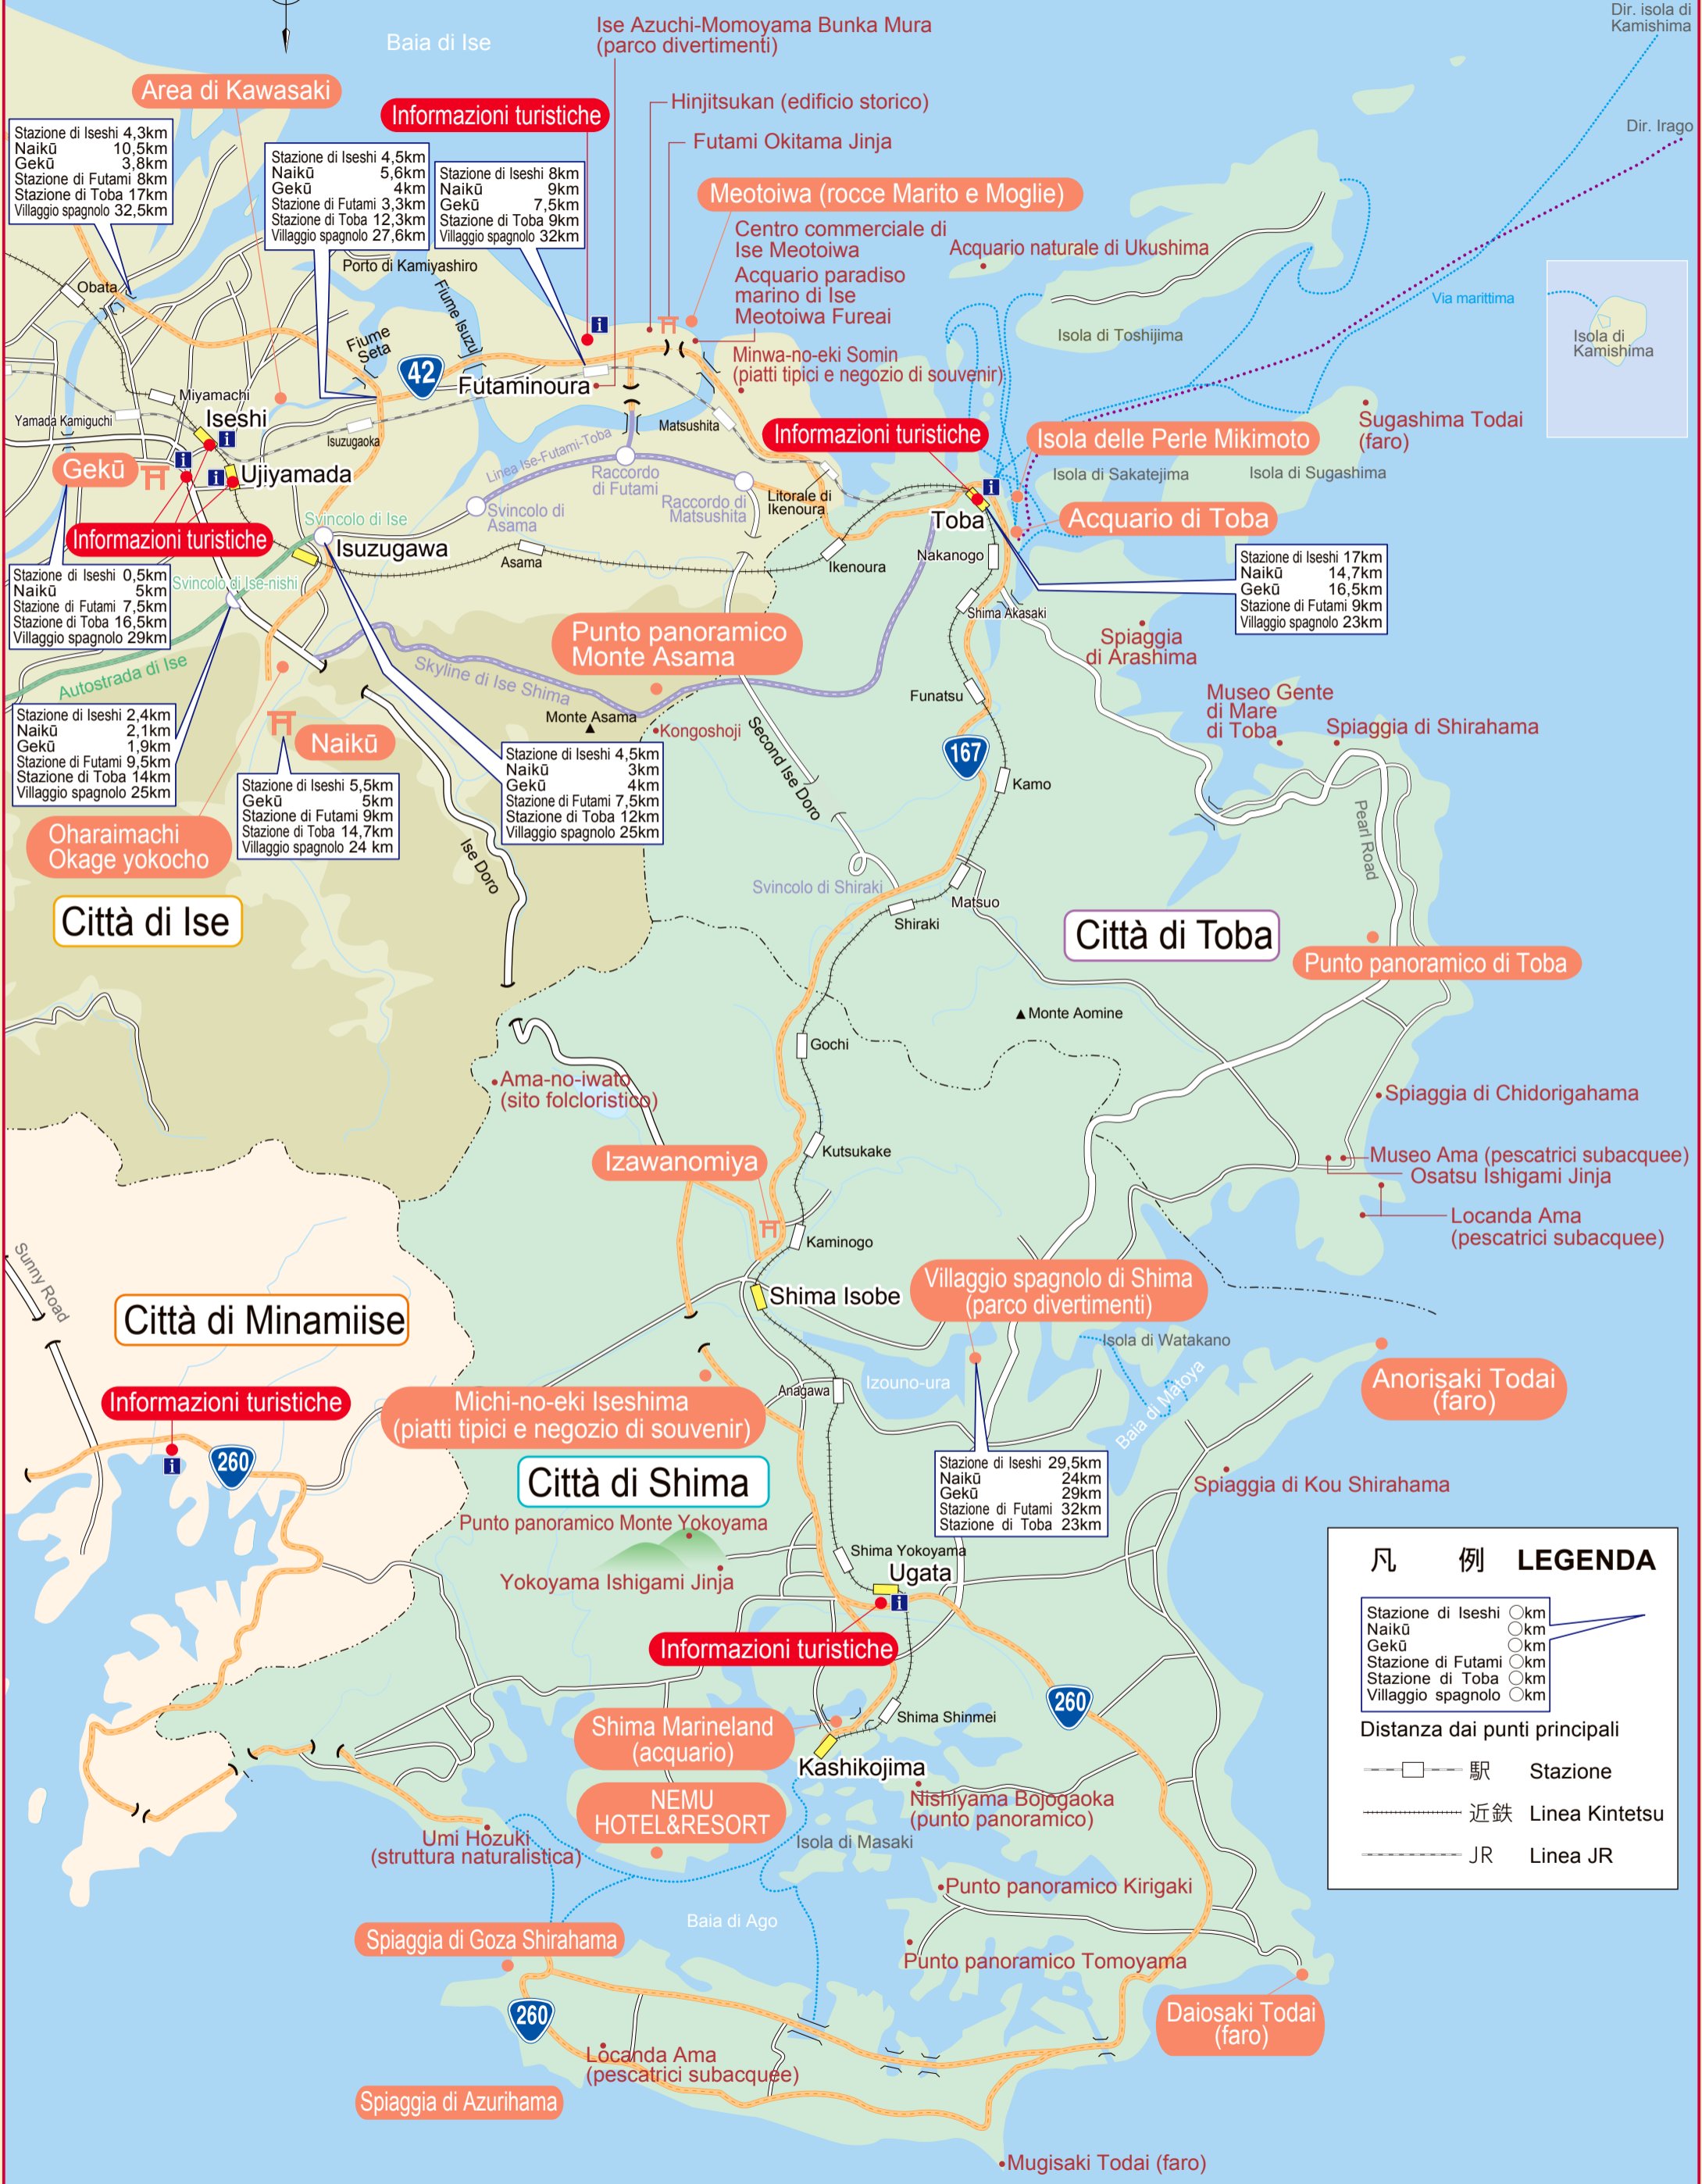 Dir. isola di
Kamishima
Baia di Ise
Ise Azuchi-Momoyama Bunka Mura
(parco divertimenti)
Area di Kawasaki
Informazioni turistiche
Hinjitsukan (edificio storico)
Dir. Irago
Futami Okitama Jinja
Stazione di Iseshi 4,3km
Naikū 10,5km
Gekū 3,8km
Stazione di Futami 8km
Stazione di Toba 17km
Villaggio spagnolo 32,5km
Stazione di Iseshi 4,5km
Naikū 5,6km
Gekū 4km
Stazione di Futami 3,3km
Stazione di Toba 12,3km
Villaggio spagnolo 27,6km
Stazione di Iseshi 8km
Naikū 9km
Gekū 7,5km
Stazione di Toba 9km
Villaggio spagnolo 32km
Meotoiwa (rocce Marito e Moglie)
Centro commerciale di
Ise Meotoiwa
Acquario naturale di Ukushima
Acquario paradiso
marino di Ise
Meotoiwa Fureai
Porto di Kamiyashiro
Obata
Fiume Isuzu
Fiume
Seta
Via marittima
Isola di Toshijima
Isola di
Kamishima
Minwa-no-eki Somin
(piatti tipici e negozio di souvenir)
42
Futaminoura
Miyamachi
Yamada Kamiguchi
Iseshi
Isuzugaoka
Matsushita
Sugashima Todai
(faro)
Informazioni turistiche
Isola delle Perle Mikimoto
Linea Ise-Futami-Toba
Gekū
Ujiyamada
Raccordo
di Futami
Isola di Sakatejima
Isola di Sugashima
Raccordo di
Matsushita
Litorale di
Ikenoura
Svincolo di
Asama
Svincolo di Ise
Toba
Acquario di Toba
Informazioni turistiche
Isuzugawa
Asama
Ikenoura
Nakanogo
Stazione di Iseshi 17km
Naikū 14,7km
Gekū 16,5km
Stazione di Futami 9km
Villaggio spagnolo 23km
Stazione di Iseshi 0,5km
Naikū 5km
Stazione di Futami 7,5km
Stazione di Toba 16,5km
Villaggio spagnolo 29km
Svincolo di Ise-nishi
Shima Akasaki
Punto panoramico
Monte Asama
Spiaggia
di Arashima
Autostrada di Ise
Skyline di Ise Shima
Funatsu
Museo Gente
di Mare
di Toba
Spiaggia di Shirahama
Stazione di Iseshi 2,4km
Naikū 2,1km
Gekū 1,9km
Stazione di Futami 9,5km
Stazione di Toba 14km
Villaggio spagnolo 25km
Naikū
Monte Asama
Kongoshoji
Second Ise Doro
167
Stazione di Iseshi 4,5km
Naikū 3km
Gekū 4km
Stazione di Futami 7,5km
Stazione di Toba 12km
Villaggio spagnolo 25km
Stazione di Iseshi 5,5km
Gekū 5km
Stazione di Futami 9km
Stazione di Toba 14,7km
Villaggio spagnolo 24 km
Kamo
Pearl Road
Oharaimachi
Okage yokocho
Ise Doro
Svincolo di Shiraki
Matsuo
Shiraki
Città di Ise
Città di Toba
Punto panoramico di Toba
Monte Aomine
Gochi
Ama-no-iwato
(sito folcloristico)
Spiaggia di Chidorigahama
Izawanomiya
Kutsukake
Museo Ama (pescatrici subacquee)
Osatsu Ishigami Jinja
Locanda Ama
(pescatrici subacquee)
Kaminogo
Sunny Road
Villaggio spagnolo di Shima
(parco divertimenti)
Shima Isobe
Città di Minamiise
Isola di Watakano
Anagawa
Izouno-ura
Baia di Matoya
Anorisaki Todai
(faro)
Informazioni turistiche
Michi-no-eki Iseshima
(piatti tipici e negozio di souvenir)
260
Stazione di Iseshi 29,5km
Naikū 24km
Gekū 29km
Stazione di Futami 32km
Stazione di Toba 23km
Città di Shima
Spiaggia di Kou Shirahama
Punto panoramico Monte Yokoyama
Shima Yokoyama
Yokoyama Ishigami Jinja
Ugata
凡 例 LEGENDA
Stazione di Iseshi ○km
Naikū ○km
Gekū ○km
Stazione di Futami ○km
Stazione di Toba ○km
Villaggio spagnolo ○km
Distanza dai punti principali
駅 Stazione
近鉄 Linea Kintetsu
JR Linea JR
Informazioni turistiche
260
Shima Marineland
(acquario)
Shima Shinmei
Kashikojima
NEMU
HOTEL&RESORT
Nishiyama Bojogaoka
(punto panoramico)
Umi Hozuki
(struttura naturalistica)
Isola di Masaki
Punto panoramico Kirigaki
Baia di Ago
Spiaggia di Goza Shirahama
Punto panoramico Tomoyama
260
Daiosaki Todai
(faro)
Locanda Ama
(pescatrici subacquee)
Spiaggia di Azurihama
Mugisaki Todai (faro)